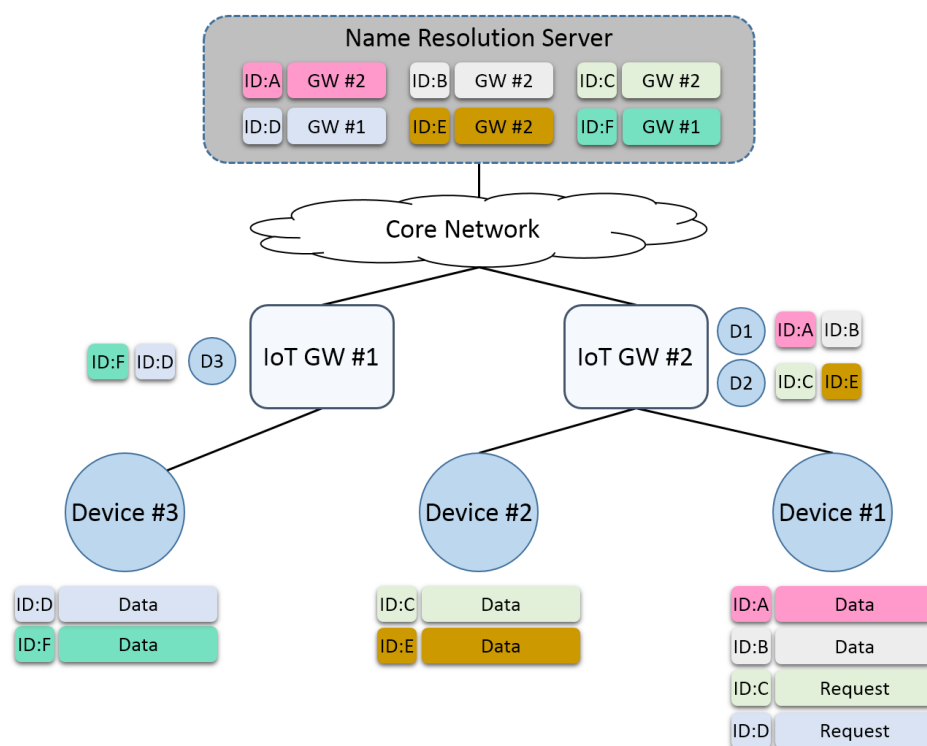 Name Resolution Server
ID:A GW #2 ID:B GW #2 ID:C GW #2
ID:D GW #1 ID:E GW #2 ID:F GW #1
Core Network
IoT GW #1
IoT GW #2
ID:F ID:D D3
D1 ID:A ID:B
D2 ID:C ID:E
Device #3
Device #2
Device #1
ID:D Data
ID:F Data
ID:C Data
ID:E Data
ID:A Data
ID:B Data
ID:C Request
ID:D Request